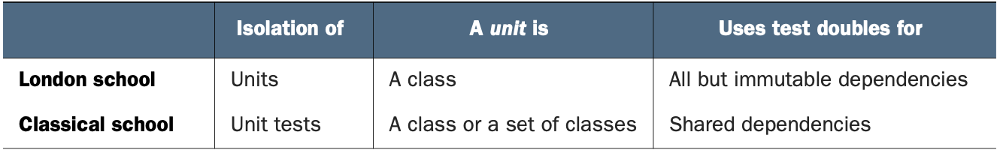 Isolation of A unit is Uses test doubles for
London school Units A class All but immutable dependencies
Classical school Unit tests A class or a set of classes Shared dependencies